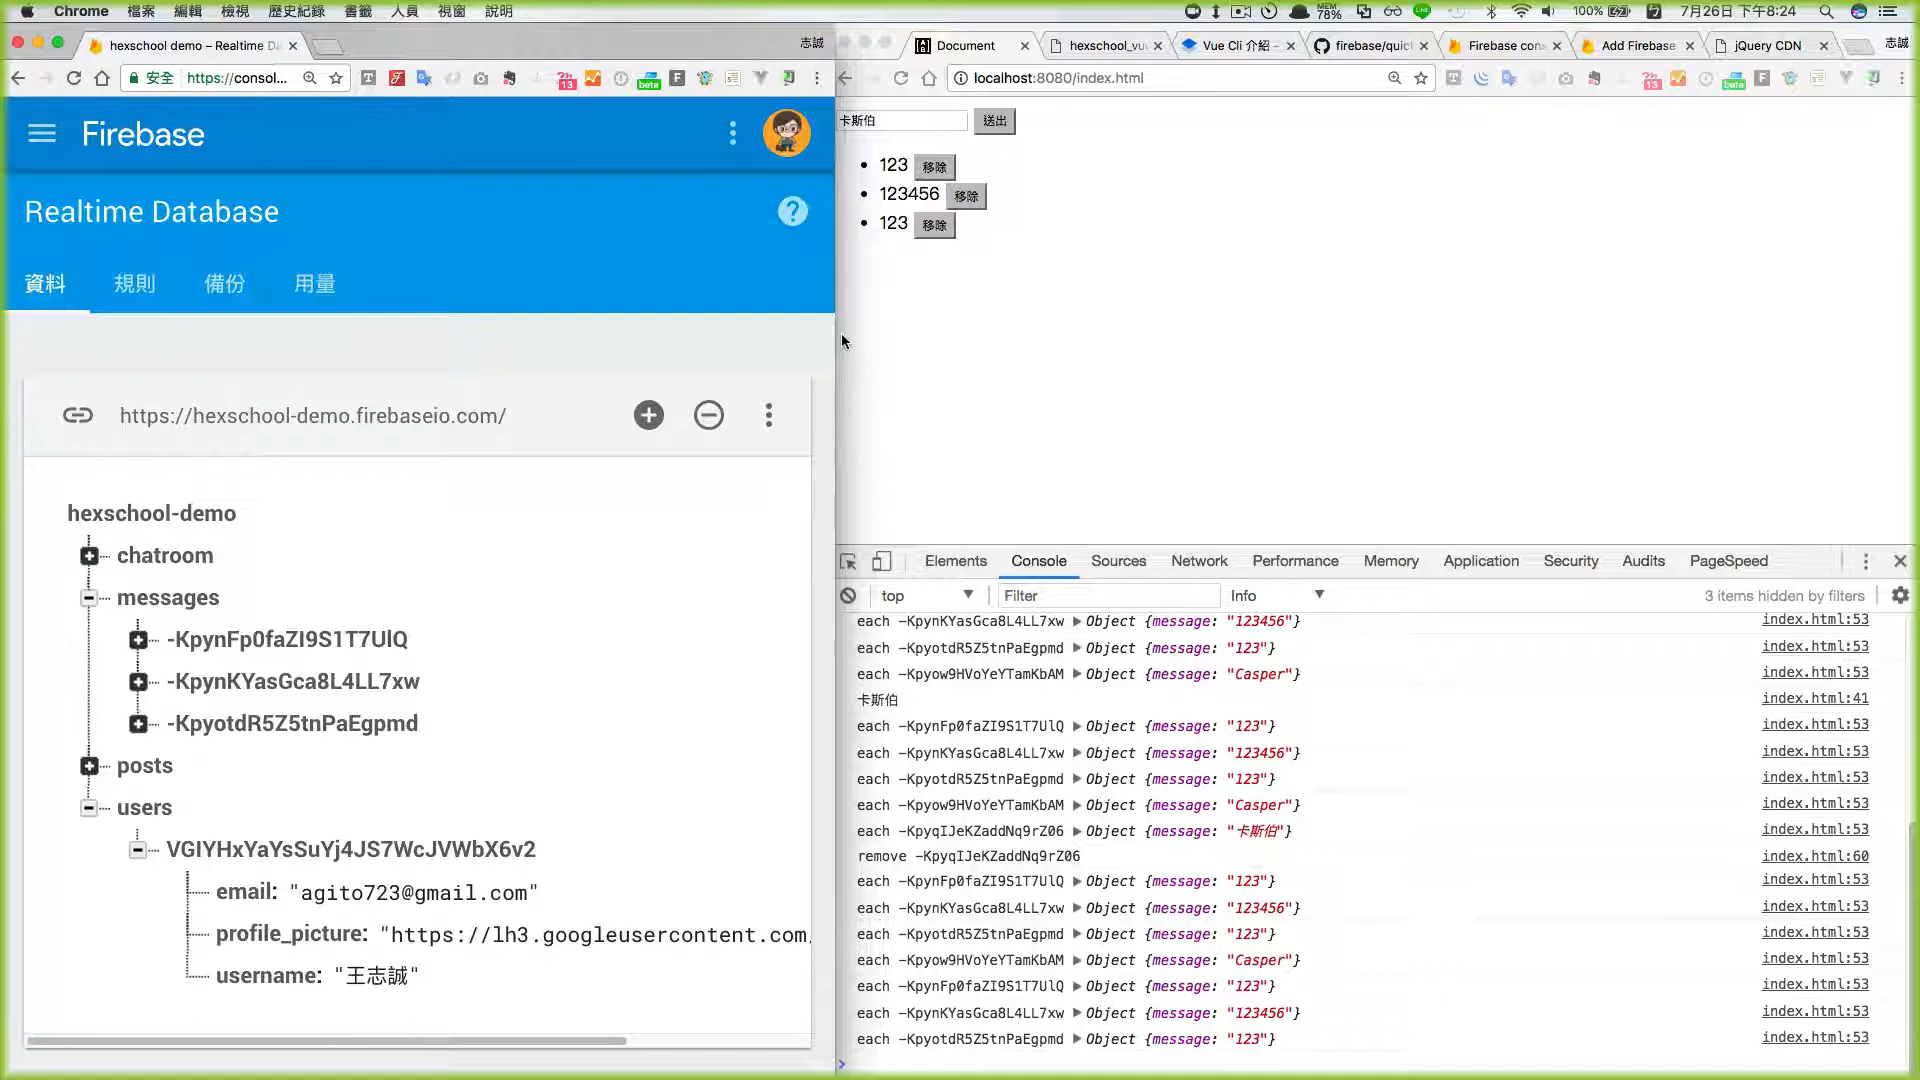 Chrome 檔案 編輯 檢視 歷史紀錄 書籤 人員 視窗 說明 MEM 78% 100% 7月26日 下午8:24
hexschool demo – Realtime Da 志誠
安全 https://consol... 13 beta
Firebase
Realtime Database
資料 規則 備份 用量
https://hexschool-demo.firebaseio.com/
hexschool-demo
chatroom
messages
-KpynFp0faZI9S1T7UlQ
-KpynKYasGca8L4LL7xw
-KpyotdR5Z5tnPaEgpmd
posts
users
VGIYHxYaYsSuYj4JS7WcJVWbX6v2
email: "agito723@gmail.com"
profile_picture: "https://lh3.googleusercontent.com/
username: "王志誠"
Document hexschool_vu Vue Cli 介紹 - firebase/quic Firebase cons Add Firebase jQuery CDN 志誠
localhost:8080/index.html 13 beta
卡斯伯 送出
123 移除
123456 移除
123 移除
Elements Console Sources Network Performance Memory Application Security Audits PageSpeed
top Filter Info 3 items hidden by filters
each -KpynKYasGca8L4LL7xw Object {message: "123456"} index.html:53
each -KpyotdR5Z5tnPaEgpmd Object {message: "123"} index.html:53
each -Kpyow9HVoYeYTamKbAM Object {message: "Casper"} index.html:53
卡斯伯 index.html:41
each -KpynFp0faZI9S1T7UlQ Object {message: "123"} index.html:53
each -KpynKYasGca8L4LL7xw Object {message: "123456"} index.html:53
each -KpyotdR5Z5tnPaEgpmd Object {message: "123"} index.html:53
each -Kpyow9HVoYeYTamKbAM Object {message: "Casper"} index.html:53
each -KpyqIJeKZaddNq9rZ06 Object {message: "卡斯伯"} index.html:53
remove -KpyqIJeKZaddNq9rZ06 index.html:60
each -KpynFp0faZI9S1T7UlQ Object {message: "123"} index.html:53
each -KpynKYasGca8L4LL7xw Object {message: "123456"} index.html:53
each -KpyotdR5Z5tnPaEgpmd Object {message: "123"} index.html:53
each -Kpyow9HVoYeYTamKbAM Object {message: "Casper"} index.html:53
each -KpynFp0faZI9S1T7UlQ Object {message: "123"} index.html:53
each -KpynKYasGca8L4LL7xw Object {message: "123456"} index.html:53
each -KpyotdR5Z5tnPaEgpmd Object {message: "123"} index.html:53